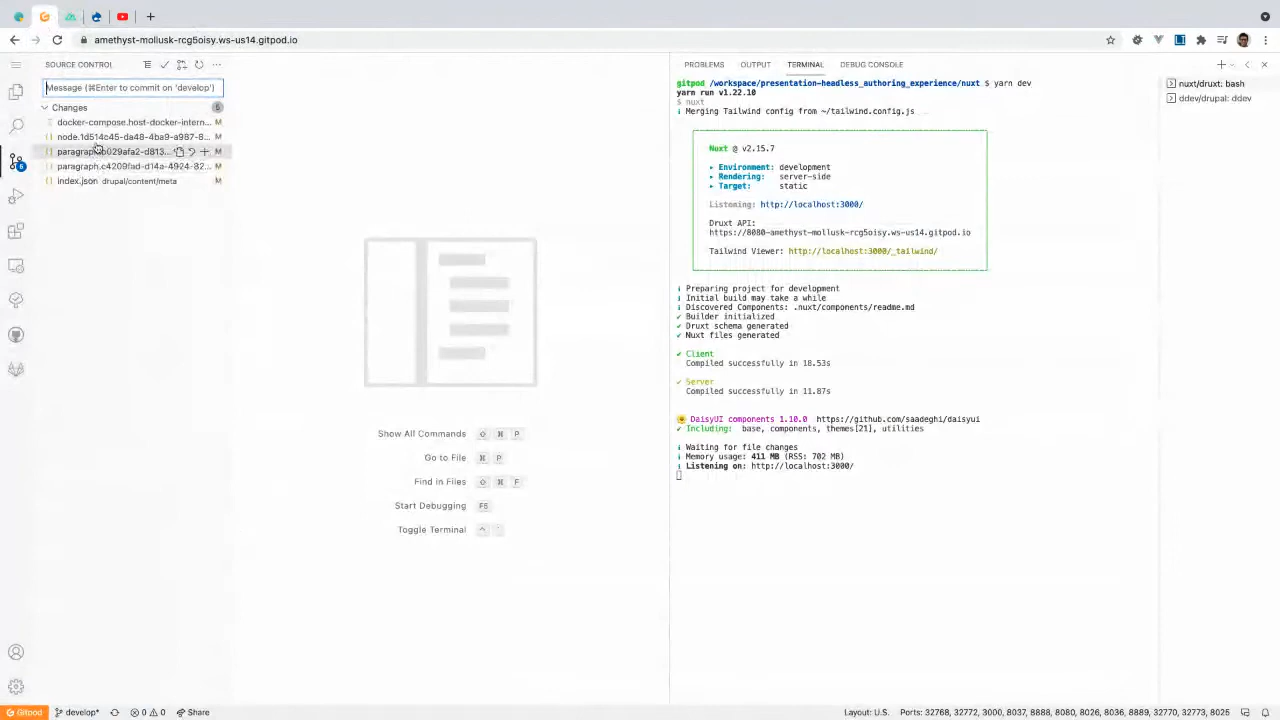 amethyst-mollusk-rcg5oisy.ws-us14.gitpod.io
SOURCE CONTROL
Message (⌘Enter to commit on 'develop')
Changes 5
docker-compose.host-docker-intern... M
node.1d514c45-da48-4ba9-a987-8... M
M
paragraph.c4209fad-d14a-4924-82... M
index.json drupal/content/meta M
6
Show All Commands ⇧ ⌘ P
Go to File ⌘ P
Find in Files ⇧ ⌘ F
Start Debugging F5
Toggle Terminal ^ `
PROBLEMS OUTPUT TERMINAL DEBUG CONSOLE
gitpod /workspace/presentation-headless_authoring_experience/nuxt $ yarn dev
yarn run v1.22.10
$ nuxt
ℹ Merging Tailwind config from ~/tailwind.config.js
Nuxt @ v2.15.7
▸ Environment: development
▸ Rendering: server-side
▸ Target: static
Listening: http://localhost:3000/
Druxt API:
https://8080-amethyst-mollusk-rcg5oisy.ws-us14.gitpod.io
Tailwind Viewer: http://localhost:3000/_tailwind/
ℹ Preparing project for development
ℹ Initial build may take a while
ℹ Discovered Components: .nuxt/components/readme.md
✔ Builder initialized
✔ Druxt schema generated
✔ Nuxt files generated
✔ Client
Compiled successfully in 18.53s
✔ Server
Compiled successfully in 11.87s
🌼 DaisyUI components 1.10.0 https://github.com/saadeghi/daisyui
✔ Including: base, components, themes[21], utilities
ℹ Waiting for file changes
ℹ Memory usage: 411 MB (RSS: 702 MB)
ℹ Listening on: http://localhost:3000/
nuxt/druxt: bash
ddev/drupal: ddev
Gitpod develop* 0 0 Share
Layout: U.S. Ports: 32768, 32772, 3000, 8037, 8888, 8080, 8026, 8036, 8889, 32770, 32773, 8025